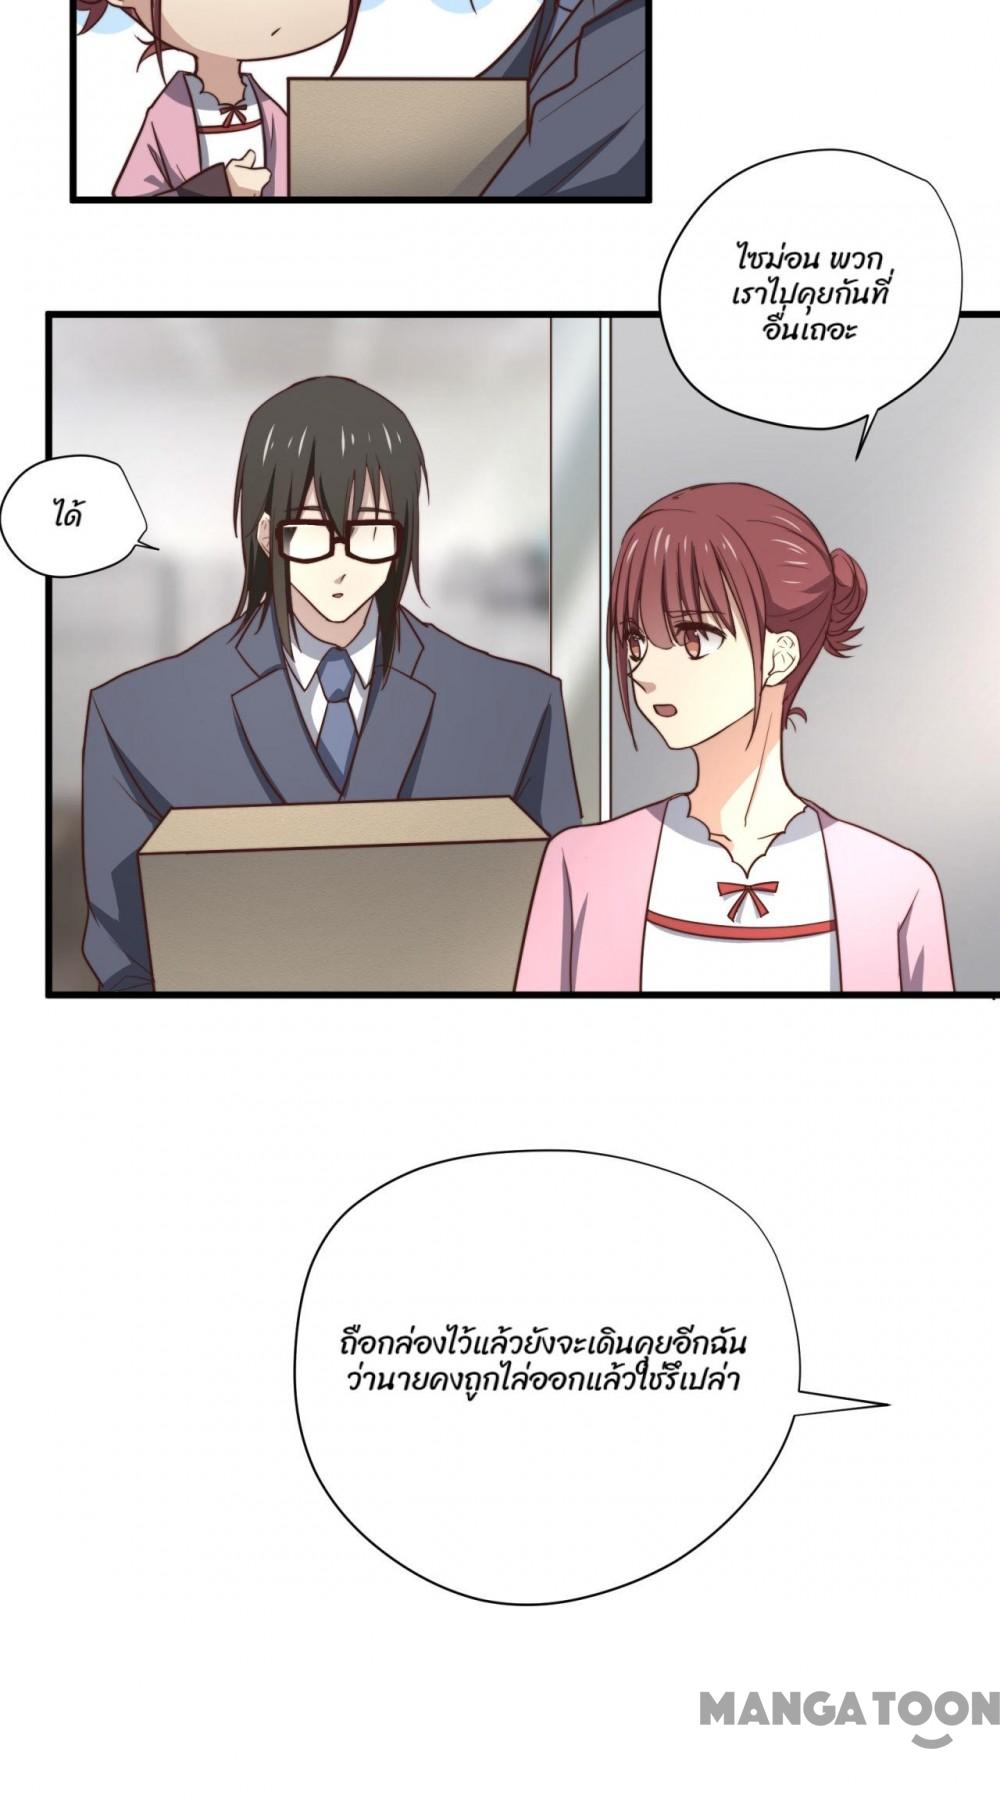 ไซม่อน พวก
เราไปคุยกันที่
อื่นเถอะ
ได้
ถือกล่องไว้แล้วยังจะเดินคุยอีกฉัน
ว่านายคงถูกไล่ออกแล้วใช่รึเปล่า
MANGATOON